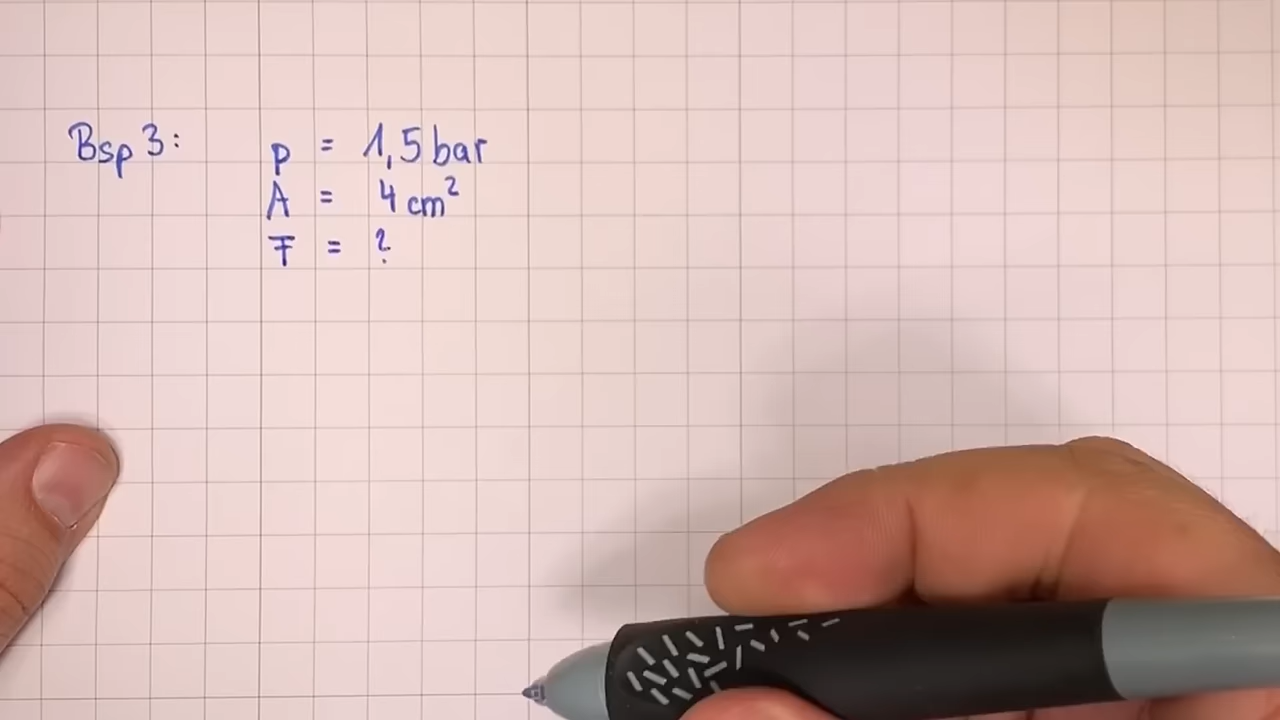 Bsp 3: p = 1,5 bar
A = 4 cm²
F = ?